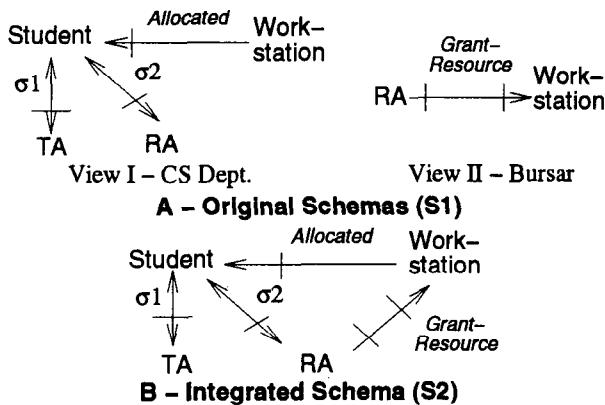 Allocated
Student
Work–
station
σ1
σ2
TA
RA
View I – CS Dept.
Grant–
Resource
RA
Work–
station
View II – Bursar
A – Original Schemas (S1)
Allocated
Student
Work–
station
σ1
σ2
Grant–
Resource
TA
RA
B – Integrated Schema (S2)